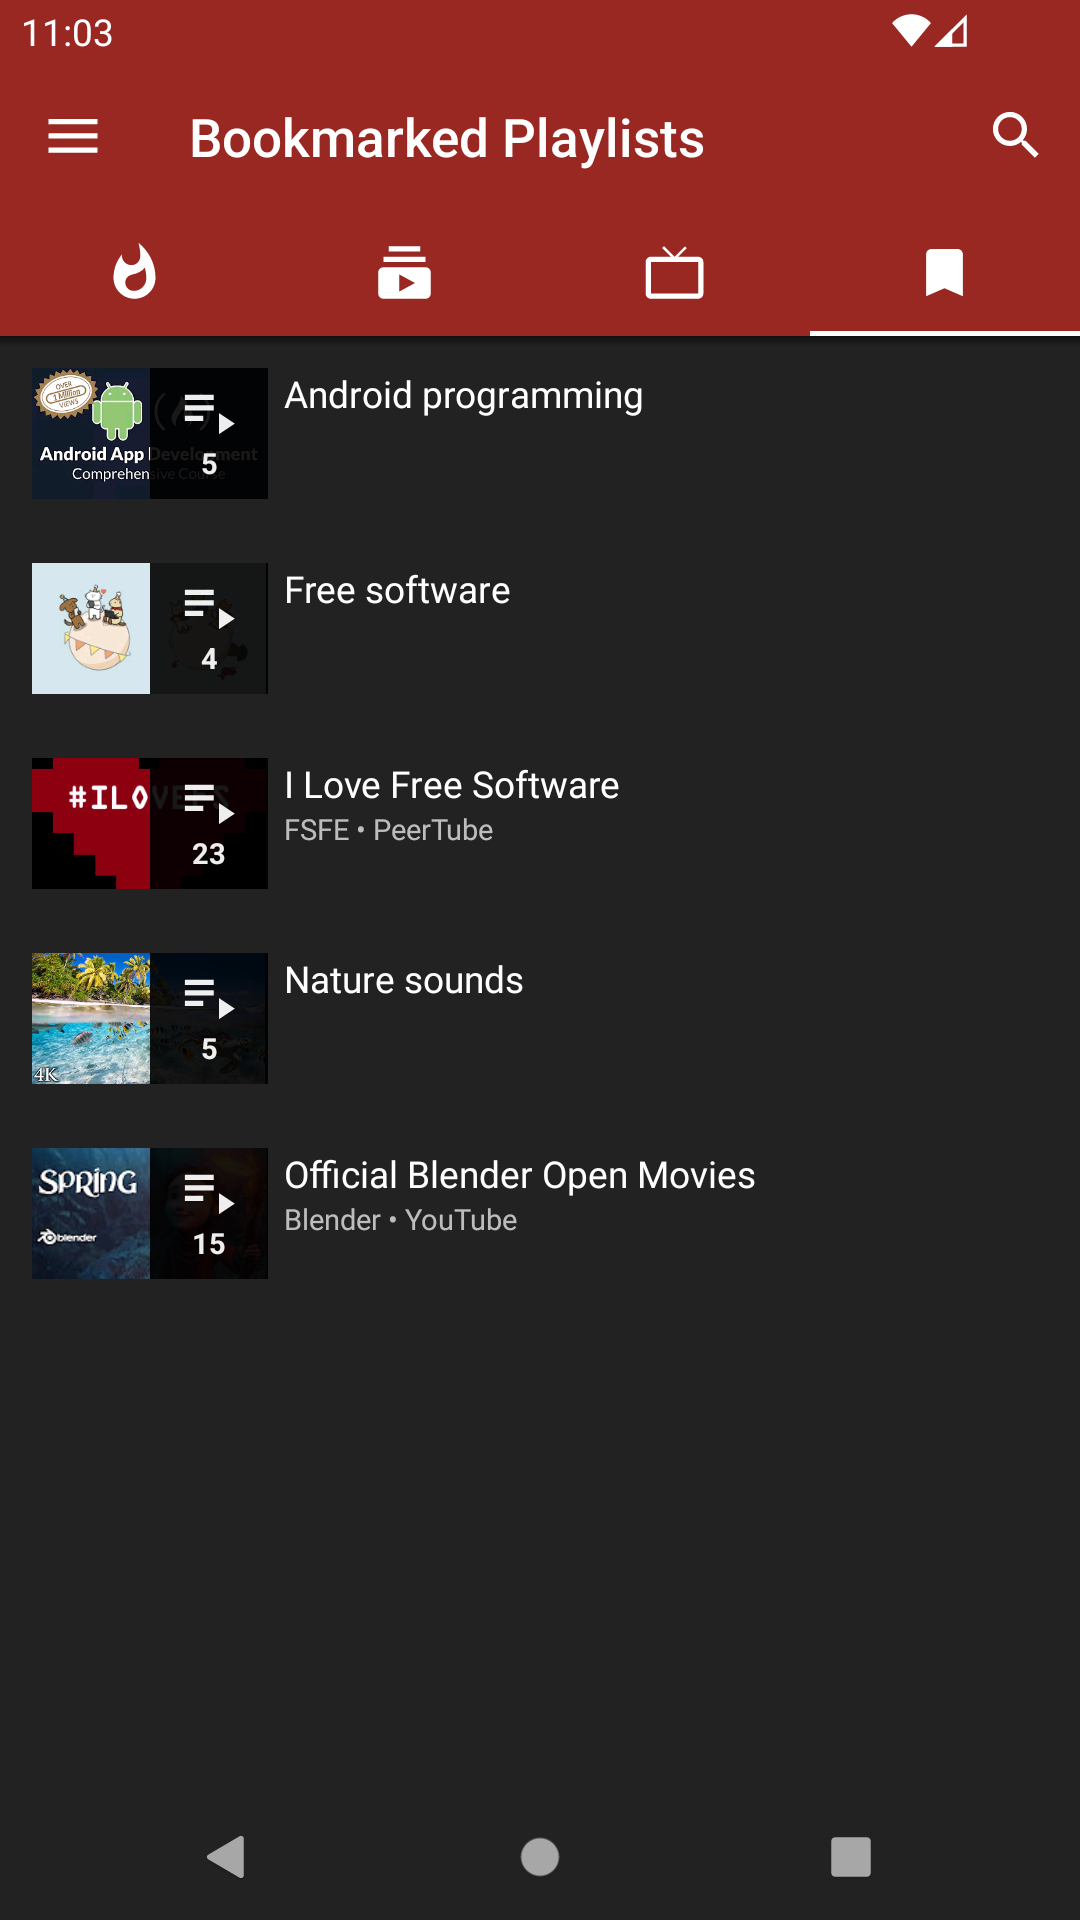 11:03
Bookmarked Playlists
OVER
1 Million
VIEWS
Android App Development
Comprehensive Course
5
Android programming
4
Free software
#ILOVEFS
23
I Love Free Software
FSFE • PeerTube
4K
5
Nature sounds
SPRING
blender
15
Official Blender Open Movies
Blender • YouTube